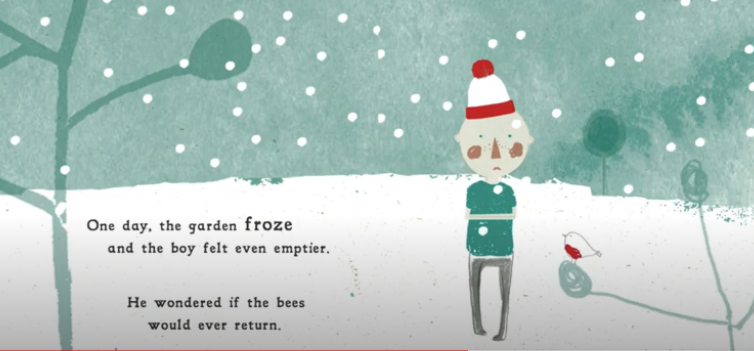 One day, the garden froze
and the boy felt even emptier.
He wondered if the bees
would ever return.